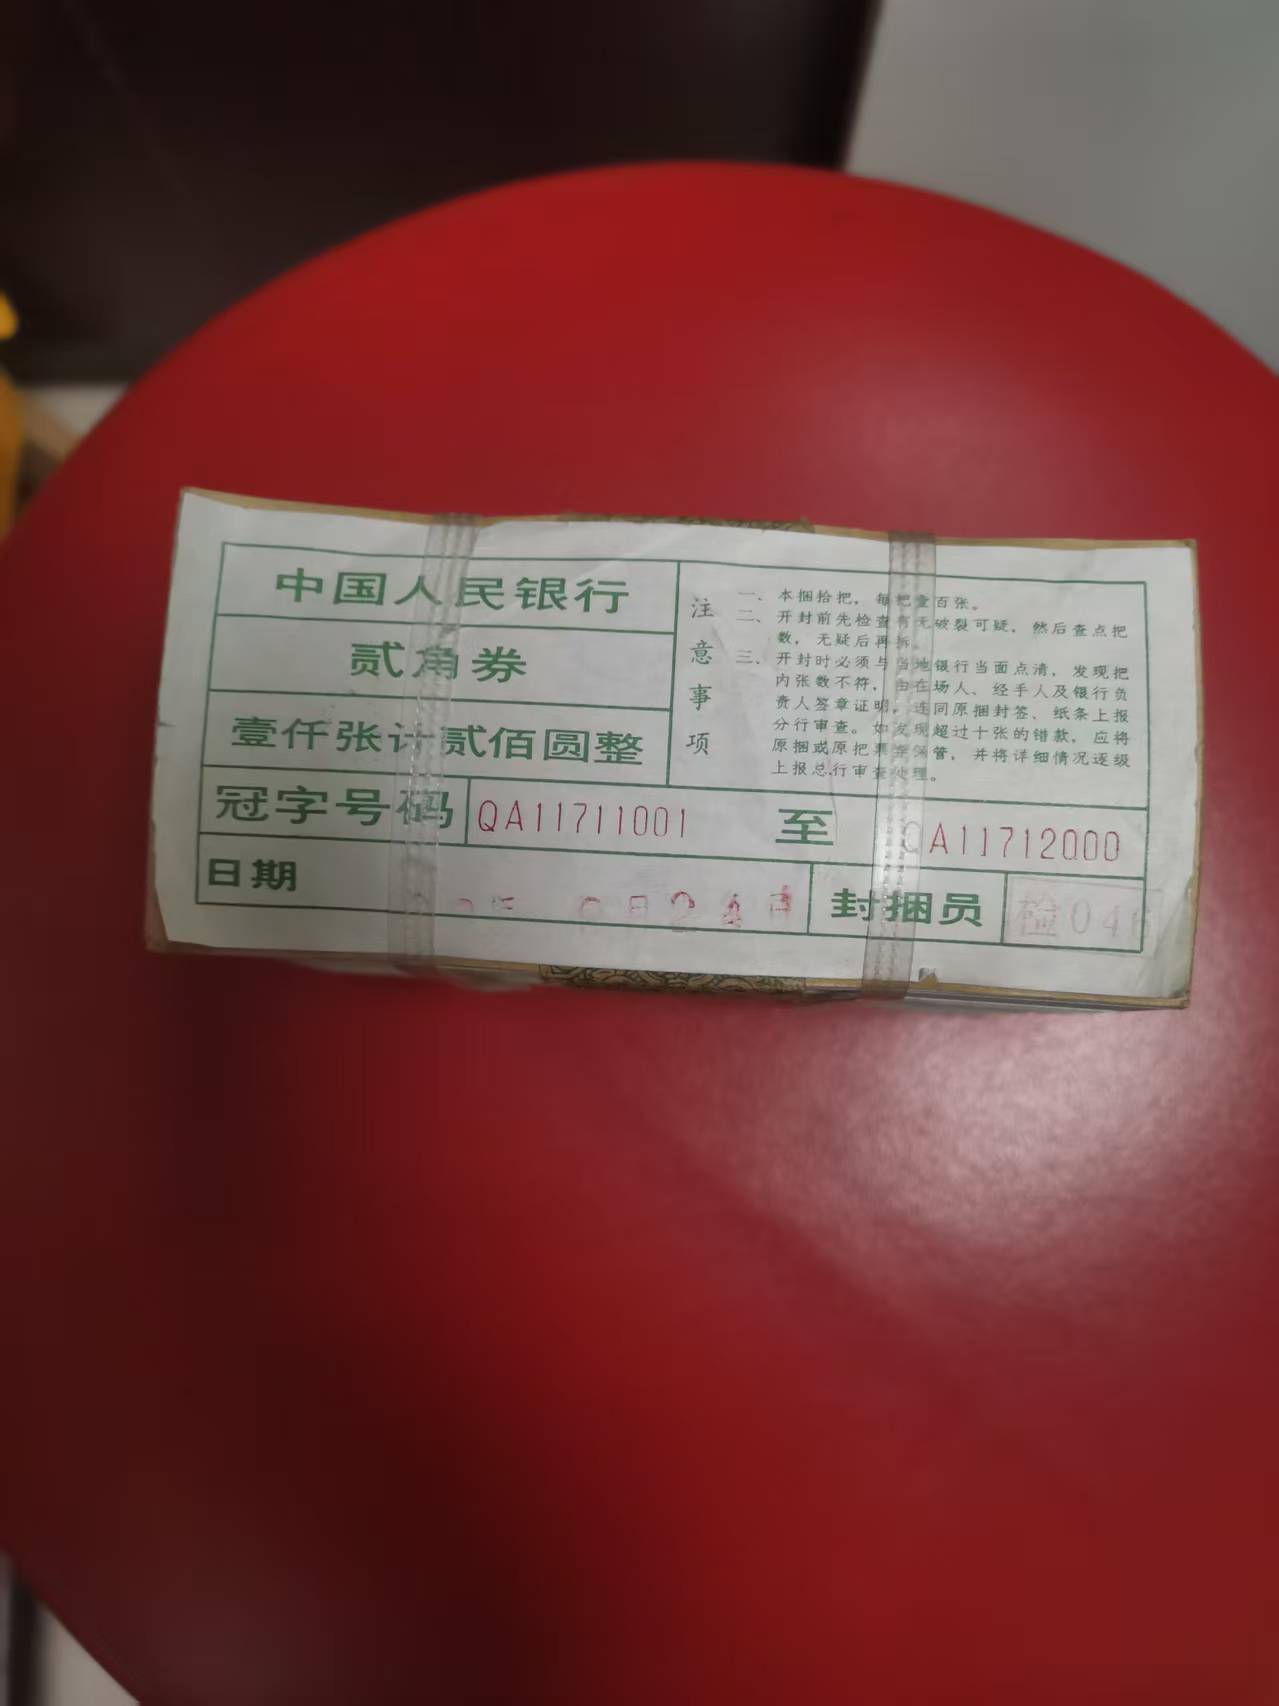 中国人民银行
贰角券
壹仟张计贰佰圆整
注意事项
一、本捆拾把，每把壹百张。
二、开封前先检查有无破裂可疑，然后查点把
数，无疑后再拆。
三、开封时必须与当地银行当面点清，发现把
内张数不符，由在场人、经手人及银行负
责人签章证明，连同原捆封签、纸条上报
分行审查。如发现超过十张的错款，应将
原捆或原把票券保管，并将详细情况逐级
上报总行审查处理。
冠字号码 QA11711001 至 QA11712000
日期
封捆员 检04